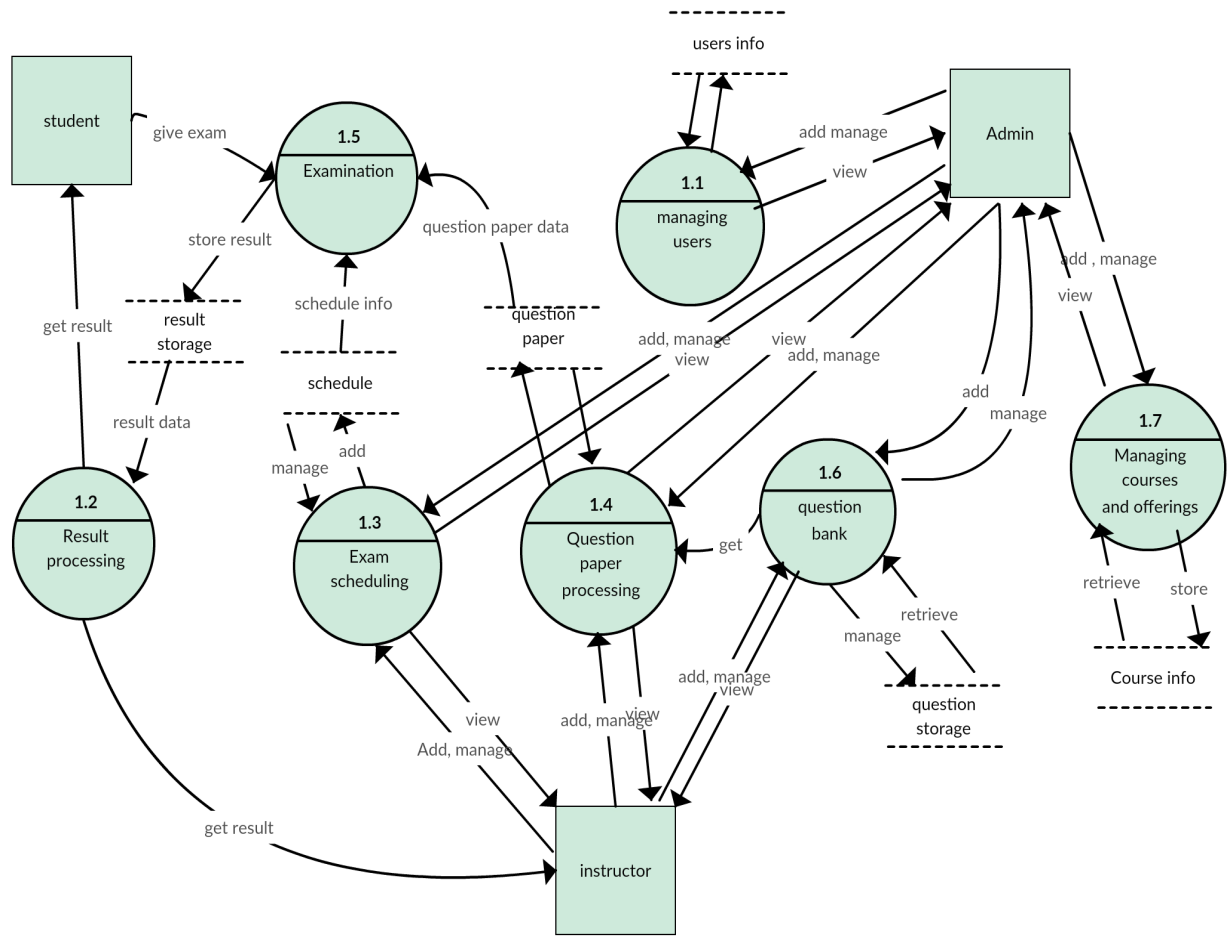 users info
student
give exam
1.5
Examination
add manage
view
Admin
1.1
managing
users
question paper data
store result
schedule info
add , manage
view
get result
result
storage
question
paper
add, manage
view
view
add, manage
schedule
add
manage
result data
manage
add
1.7
Managing
courses
and offerings
1.6
question
bank
1.2
Result
processing
1.3
Exam
scheduling
1.4
Question
paper
processing
get
retrieve
store
manage
retrieve
add, manage
view
Course info
question
storage
view
Add, manage
add, manage
view
get result
instructor